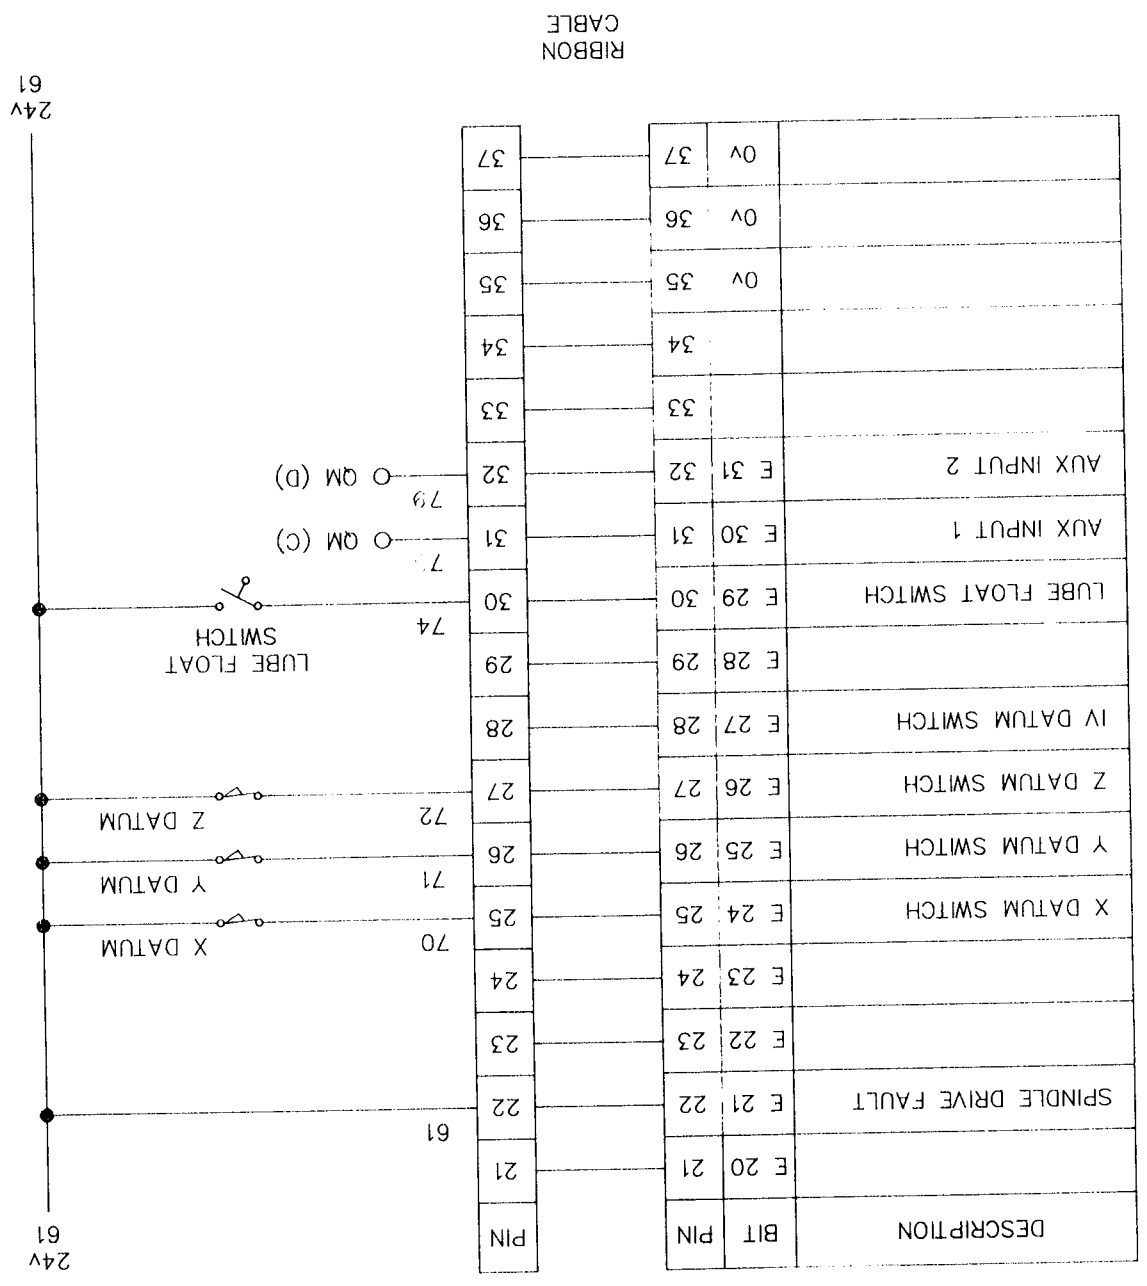 24v
61
DESCRIPTION BIT PIN PIN
E 20 21 21
SPINDLE DRIVE FAULT E 21 22 22 61
E 22 23 23
E 23 24 24
X DATUM SWITCH E 24 25 25 70 X DATUM
Y DATUM SWITCH E 25 26 26 71 Y DATUM
Z DATUM SWITCH E 26 27 27 72 Z DATUM
IV DATUM SWITCH E 27 28 28
E 28 29 29
LUBE FLOAT
SWITCH
LUBE FLOAT SWITCH E 29 30 30 74
AUX INPUT 1 E 30 31 31 QM (C)
AUX INPUT 2 E 31 32 32 79 QM (D)
33 33
34 34
0v 35 35
0v 36 36
0v 37 37
24v
61
RIBBON
CABLE